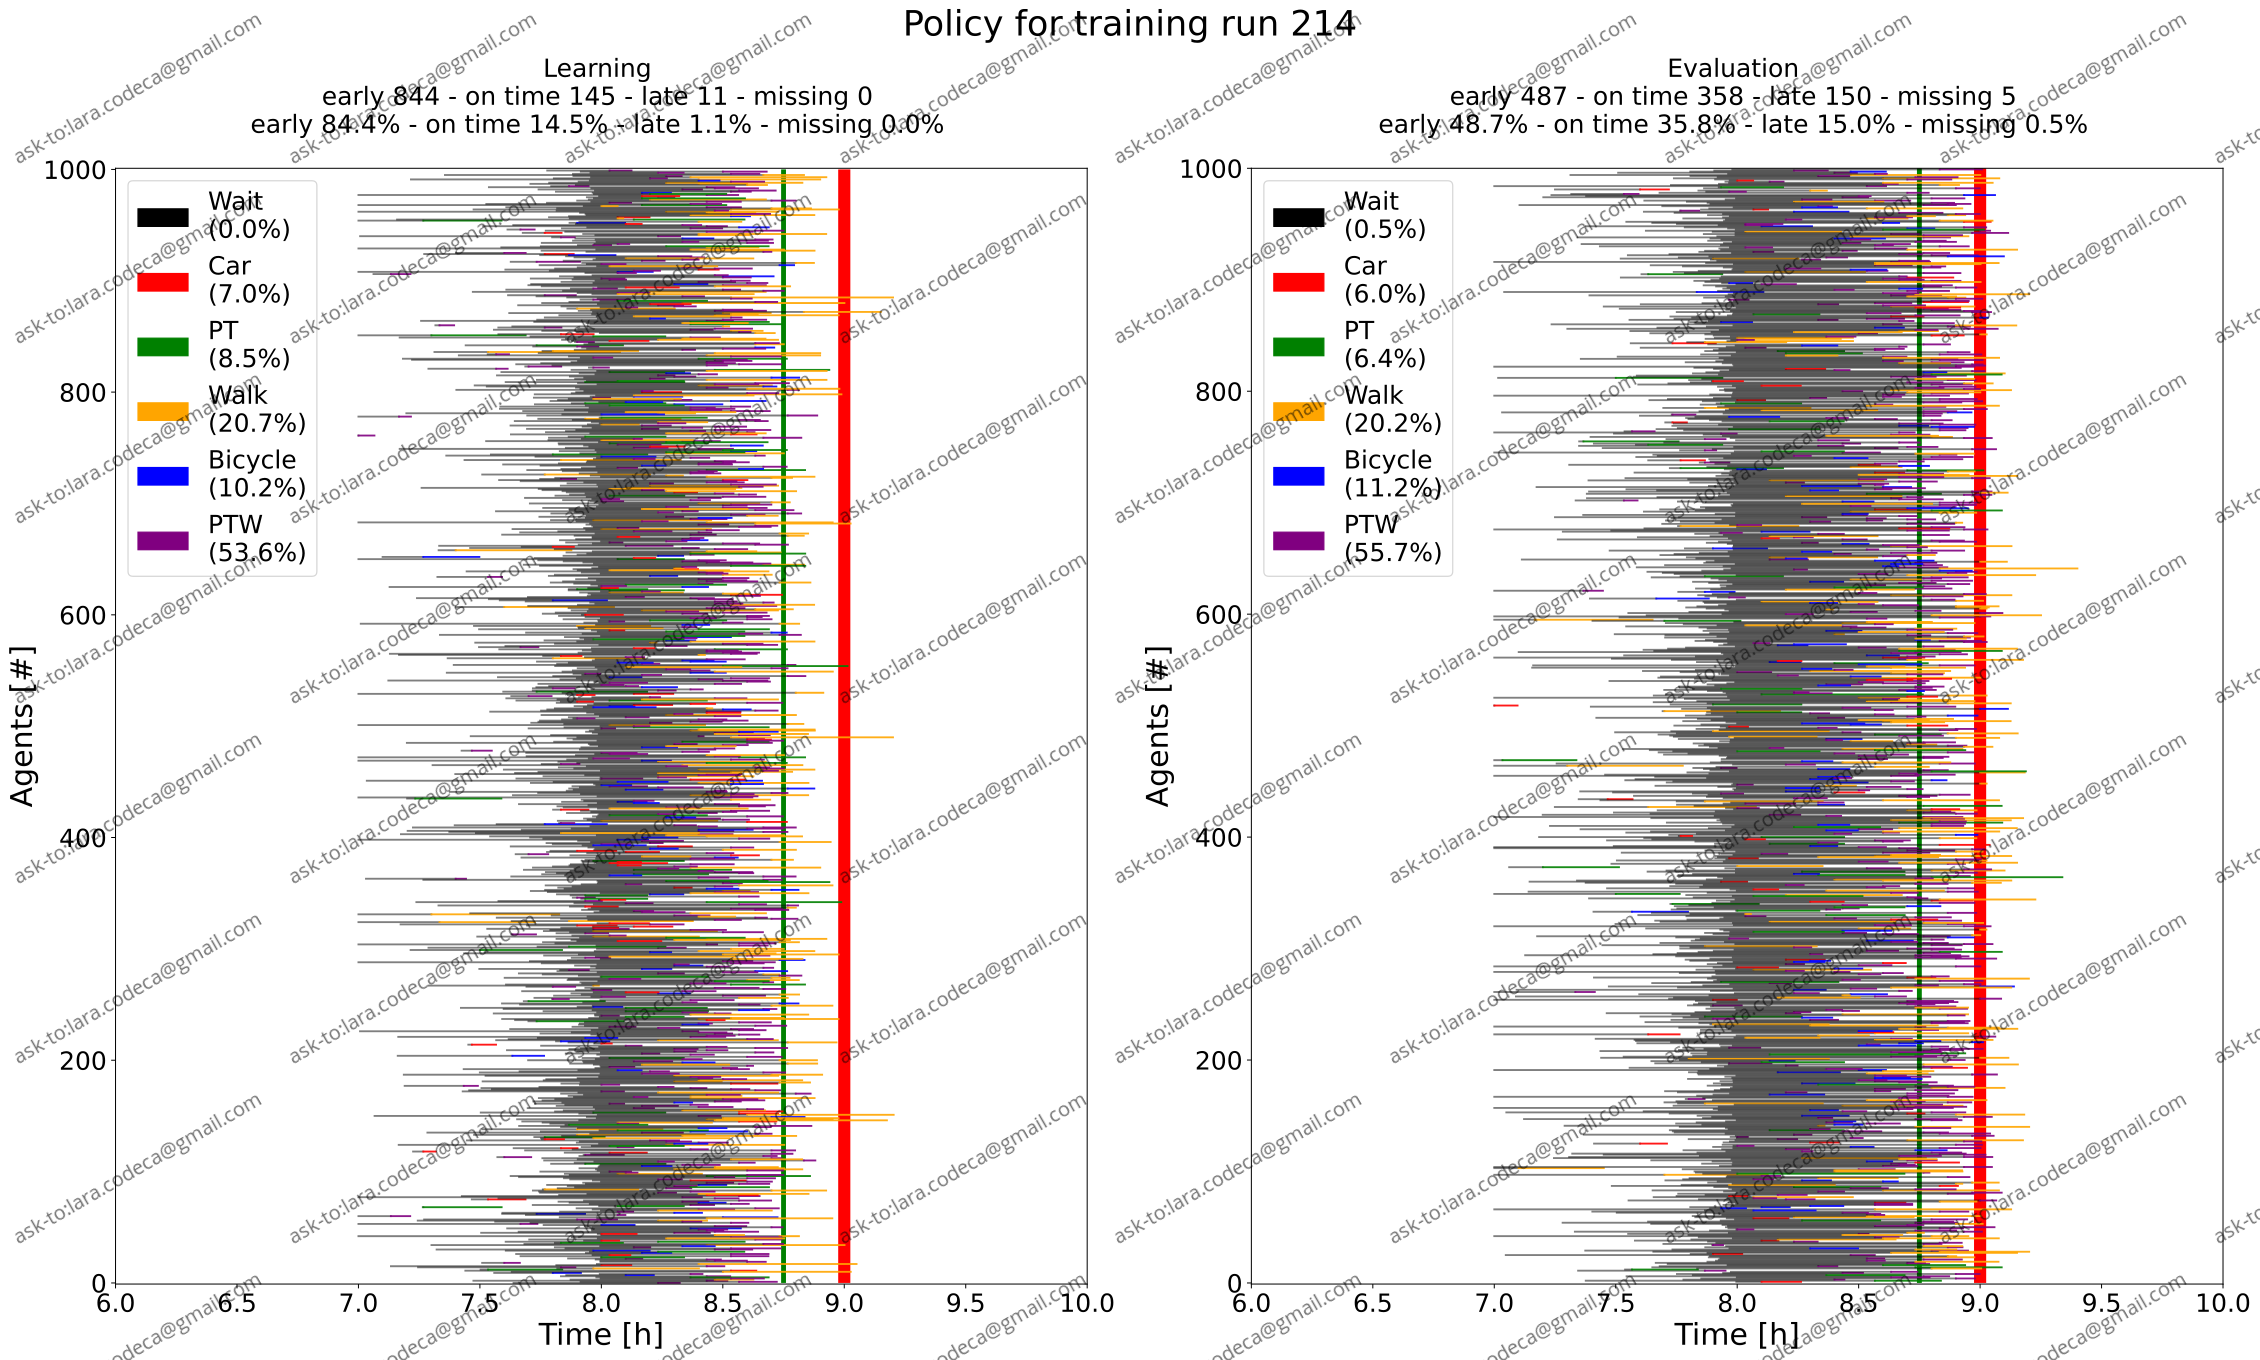 Policy for training run 214
Learning
early 844 - on time 145 - late 11 - missing 0
early 84.4% - on time 14.5% - late 1.1% - missing 0.0%
Evaluation
early 487 - on time 358 - late 150 - missing 5
early 48.7% - on time 35.8% - late 15.0% - missing 0.5%
Wait
(0.0%)
Car
(7.0%)
PT
(8.5%)
Walk
(20.7%)
Bicycle
(10.2%)
PTW
(53.6%)
1000
800
600
400
200
0
Agents [#]
6.0 6.5 7.0 7.5 8.0 8.5 9.0 9.5 10.0
Time [h]
Wait
(0.5%)
Car
(6.0%)
PT
(6.4%)
Walk
(20.2%)
Bicycle
(11.2%)
PTW
(55.7%)
1000
800
600
400
200
0
Agents [#]
6.0 6.5 7.0 7.5 8.0 8.5 9.0 9.5 10.0
Time [h]
ask-to:lara.codeca@gmail.com